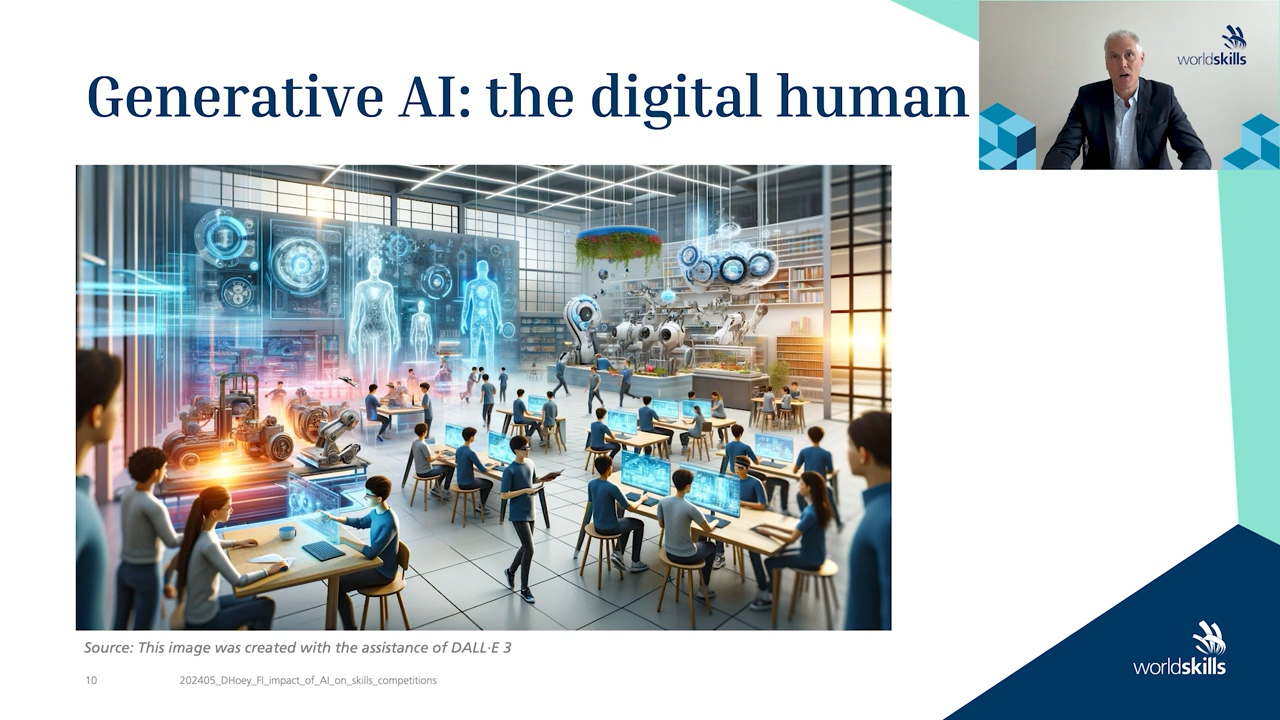 Generative AI: the digital human
worldskills
Source: This image was created with the assistance of DALL·E 3
10 202405_DHoey_FI_impact_of_AI_on_skills_competitions
worldskills